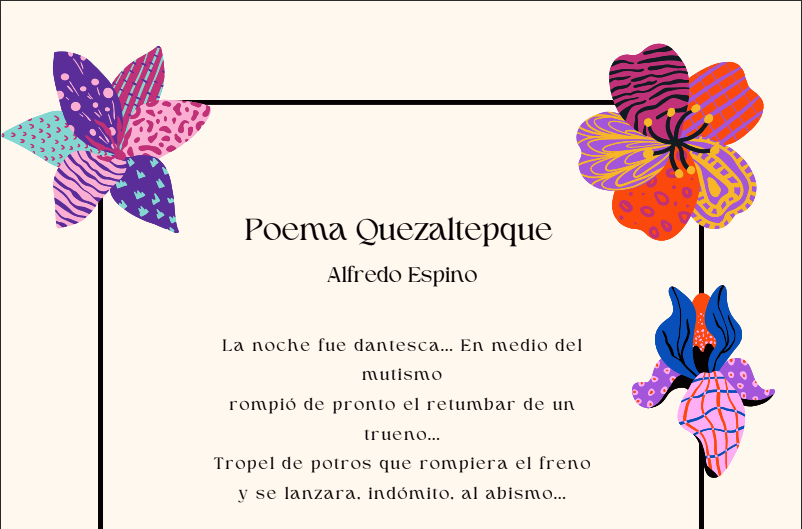 Poema Quezaltepque
Alfredo Espino
La noche fue dantesca... En medio del
mutismo
rompió de pronto el retumbar de un
trueno...
Tropel de potros que rompiera el freno
y se lanzara, indómito, al abismo...